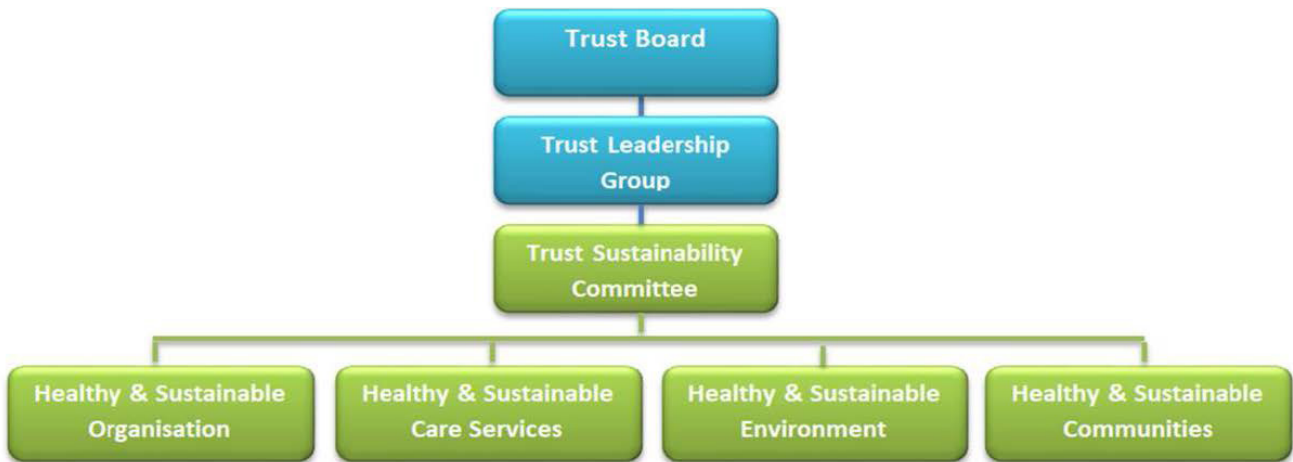 Trust Board
Trust Leadership
Group
Trust Sustainability
Committee
Healthy & Sustainable
Organisation
Healthy & Sustainable
Care Services
Healthy & Sustainable
Environment
Healthy & Sustainable
Communities